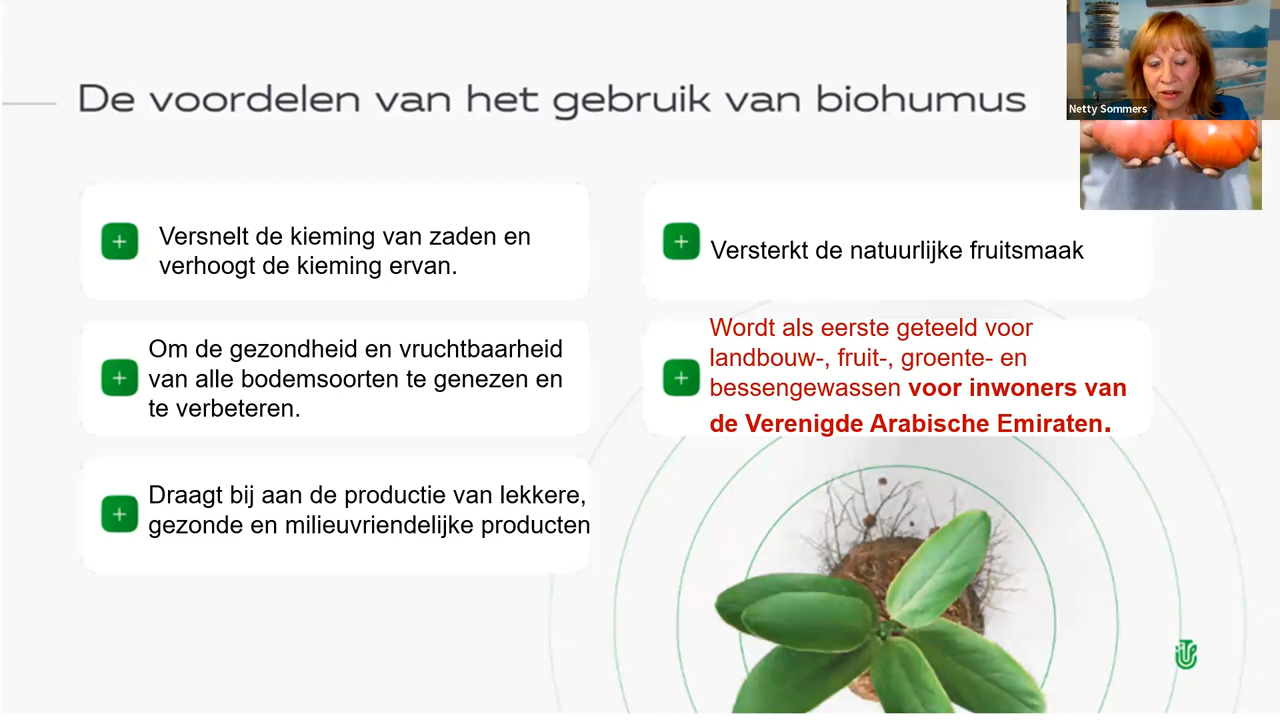 De voordelen van het gebruik van biohumus
Netty Sommers
Versnelt de kieming van zaden en
verhoogt de kieming ervan.
Om de gezondheid en vruchtbaarheid
van alle bodemsoorten te genezen en
te verbeteren.
Draagt bij aan de productie van lekkere,
gezonde en milieuvriendelijke producten
Versterkt de natuurlijke fruitsmaak
Wordt als eerste geteeld voor
landbouw-, fruit-, groente- en
bessengewassen voor inwoners van
de Verenigde Arabische Emiraten.